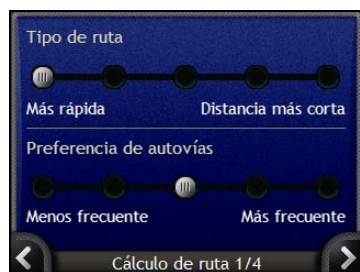 Tipo de ruta
Más rápida Distancia más corta
Preferencia de autovías
Menos frecuente Más frecuente
Cálculo de ruta 1/4